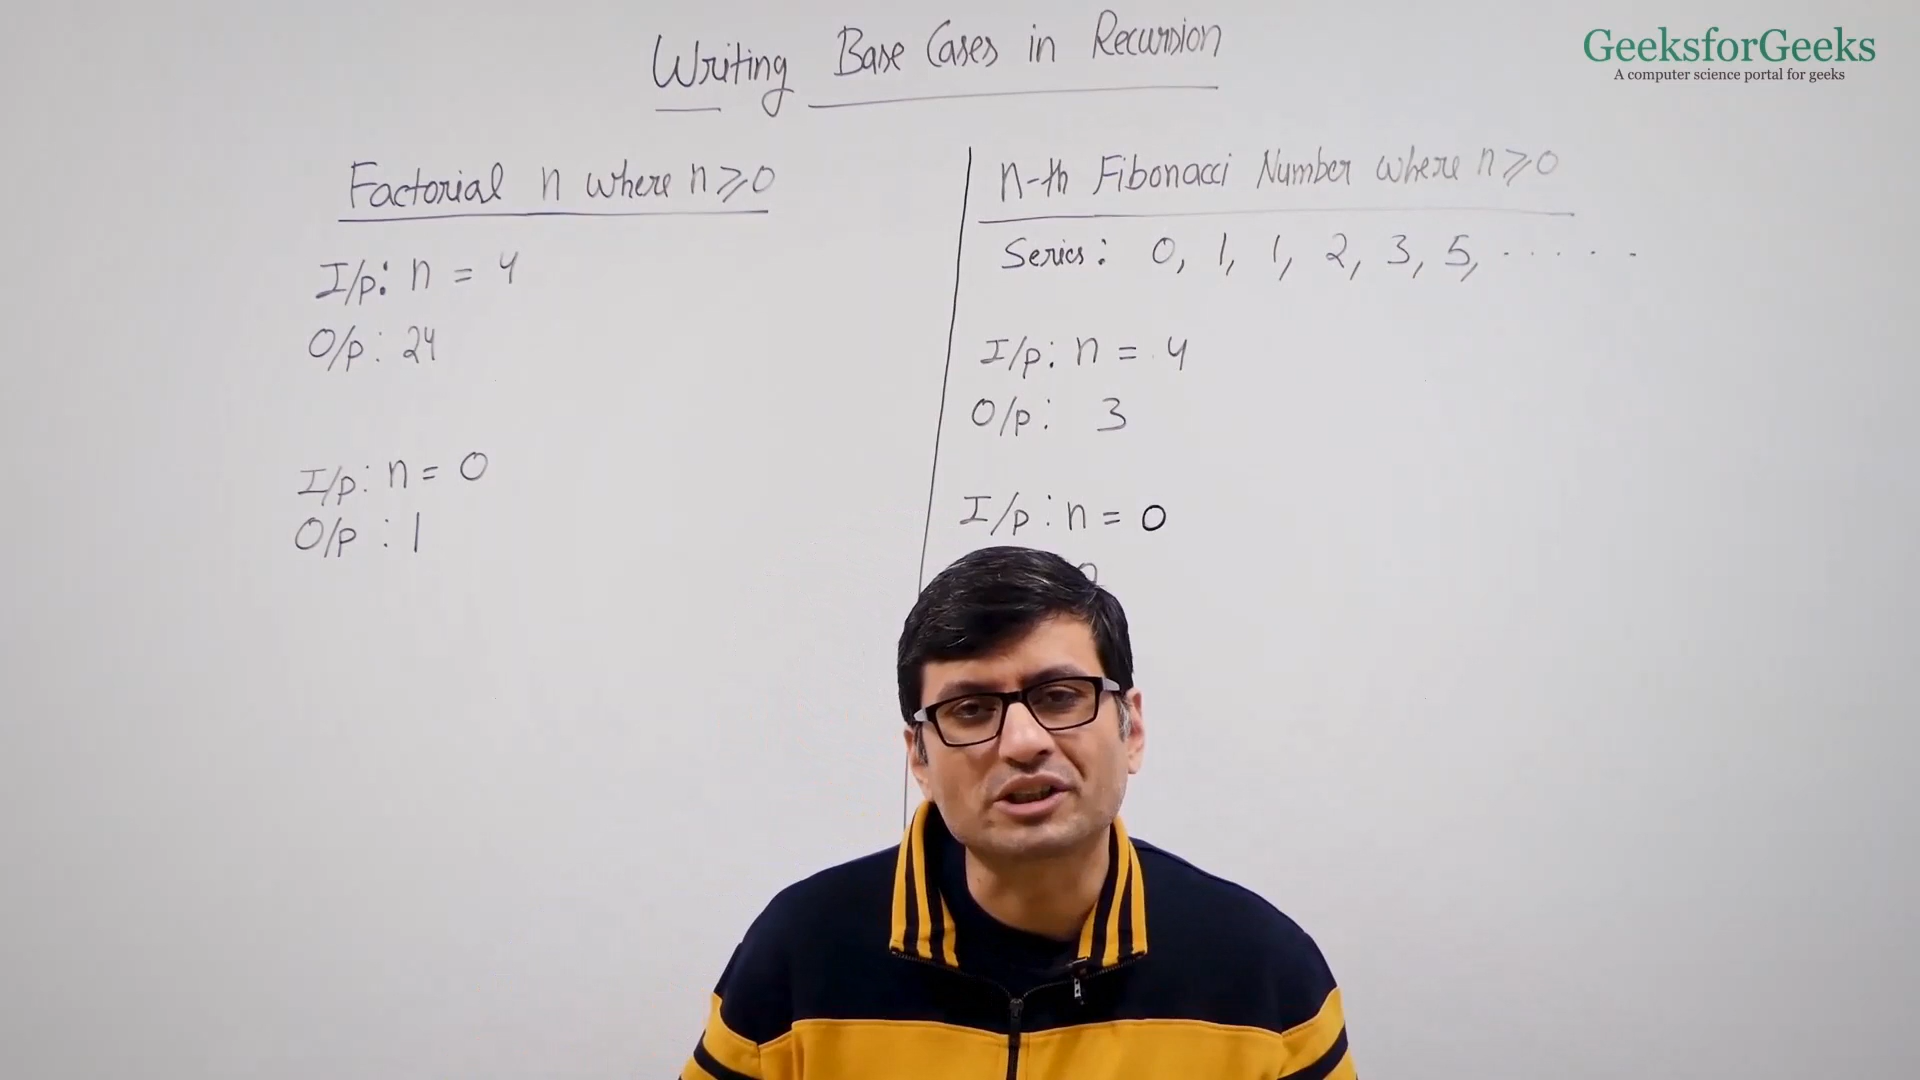 Writing Base Cases in Recursion
GeeksforGeeks
A computer science portal for geeks
Factorial n where n ⩾ 0
I/p: n = 4
O/p: 24
I/p: n = 0
O/p : 1
n-th Fibonacci Number where n ⩾ 0
Series: 0, 1, 1, 2, 3, 5, .....
I/p: n = 4
O/p: 3
I/p: n = 0